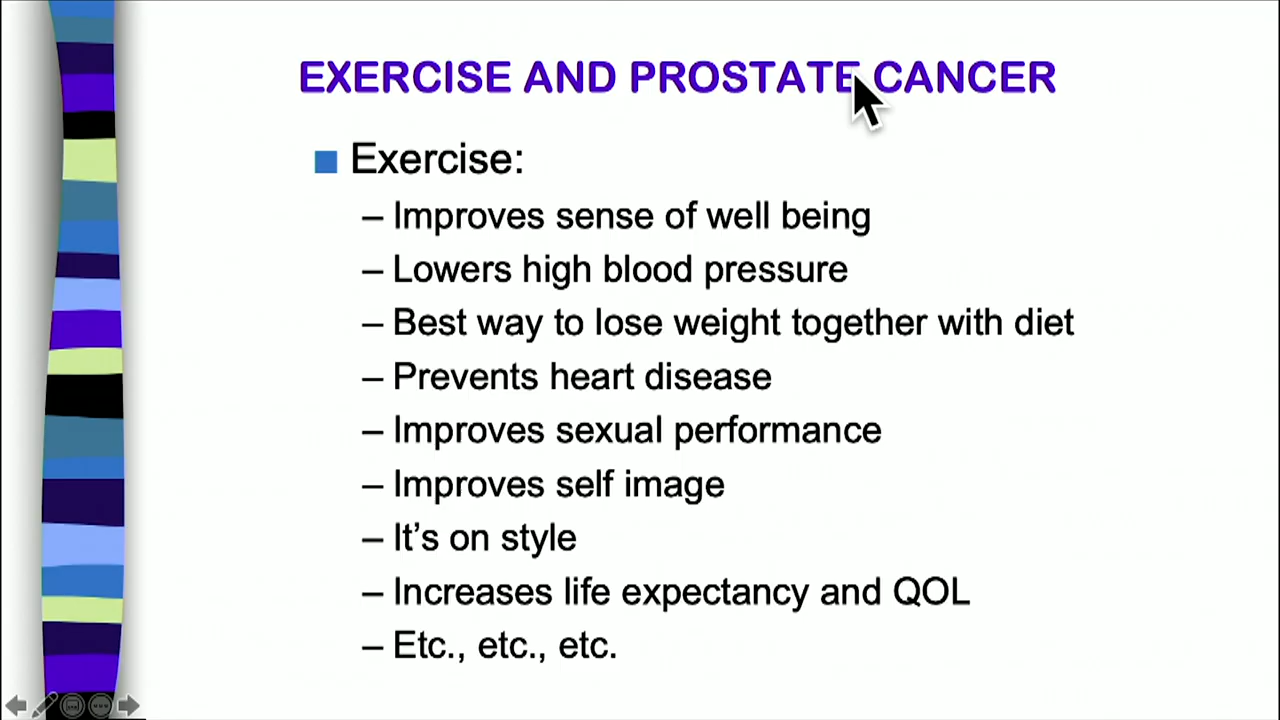 EXERCISE AND PROSTATE CANCER
Exercise:
– Improves sense of well being
– Lowers high blood pressure
– Best way to lose weight together with diet
– Prevents heart disease
– Improves sexual performance
– Improves self image
– It’s on style
– Increases life expectancy and QOL
– Etc., etc., etc.